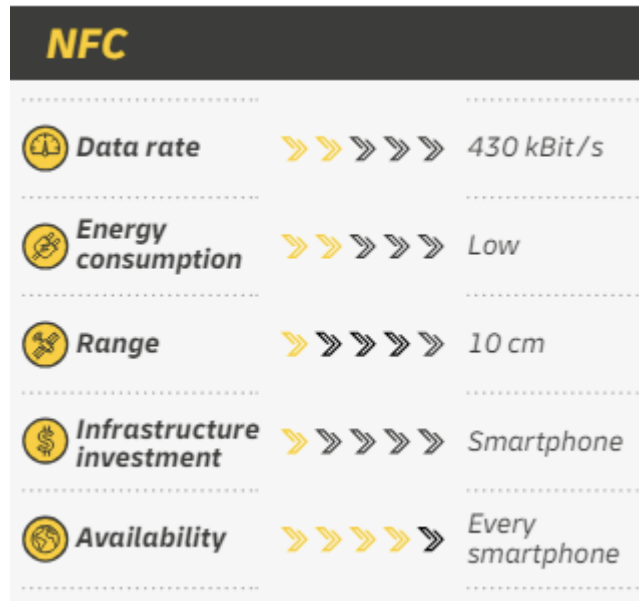 NFC
Data rate
430 kBit/s
Energy
consumption
Low
Range
10 cm
Infrastructure
investment
Smartphone
Availability
Every
smartphone